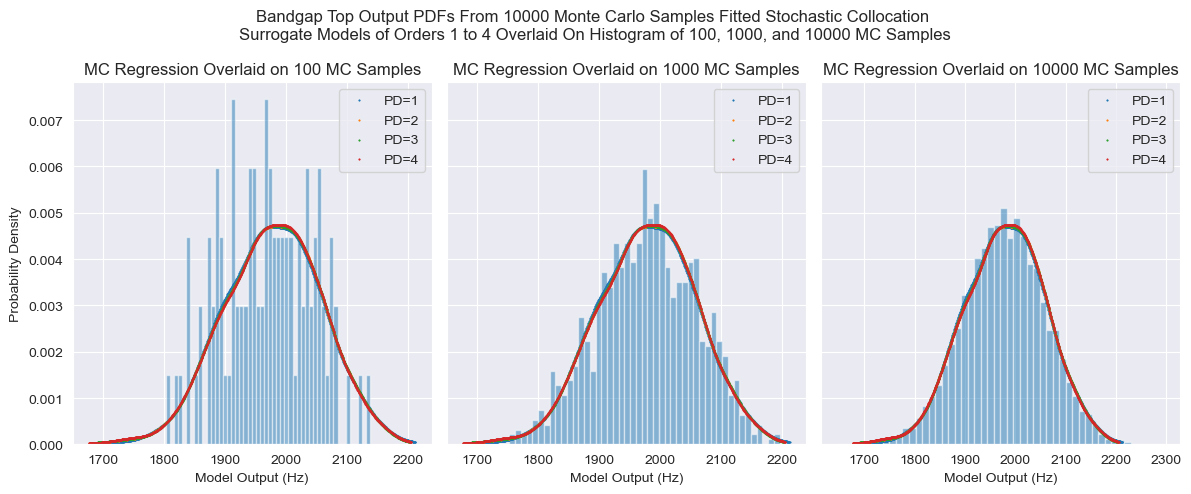 Bandgap Top Output PDFs From 10000 Monte Carlo Samples Fitted Stochastic Collocation
Surrogate Models of Orders 1 to 4 Overlaid On Histogram of 100, 1000, and 10000 MC Samples
MC Regression Overlaid on 100 MC Samples
MC Regression Overlaid on 1000 MC Samples
MC Regression Overlaid on 10000 MC Samples
Probability Density
0.007
0.006
0.005
0.004
0.003
0.002
0.001
0.000
PD=1
PD=2
PD=3
PD=4
PD=1
PD=2
PD=3
PD=4
PD=1
PD=2
PD=3
PD=4
1700 1800 1900 2000 2100 2200
1700 1800 1900 2000 2100 2200
1700 1800 1900 2000 2100 2200 2300
Model Output (Hz)
Model Output (Hz)
Model Output (Hz)